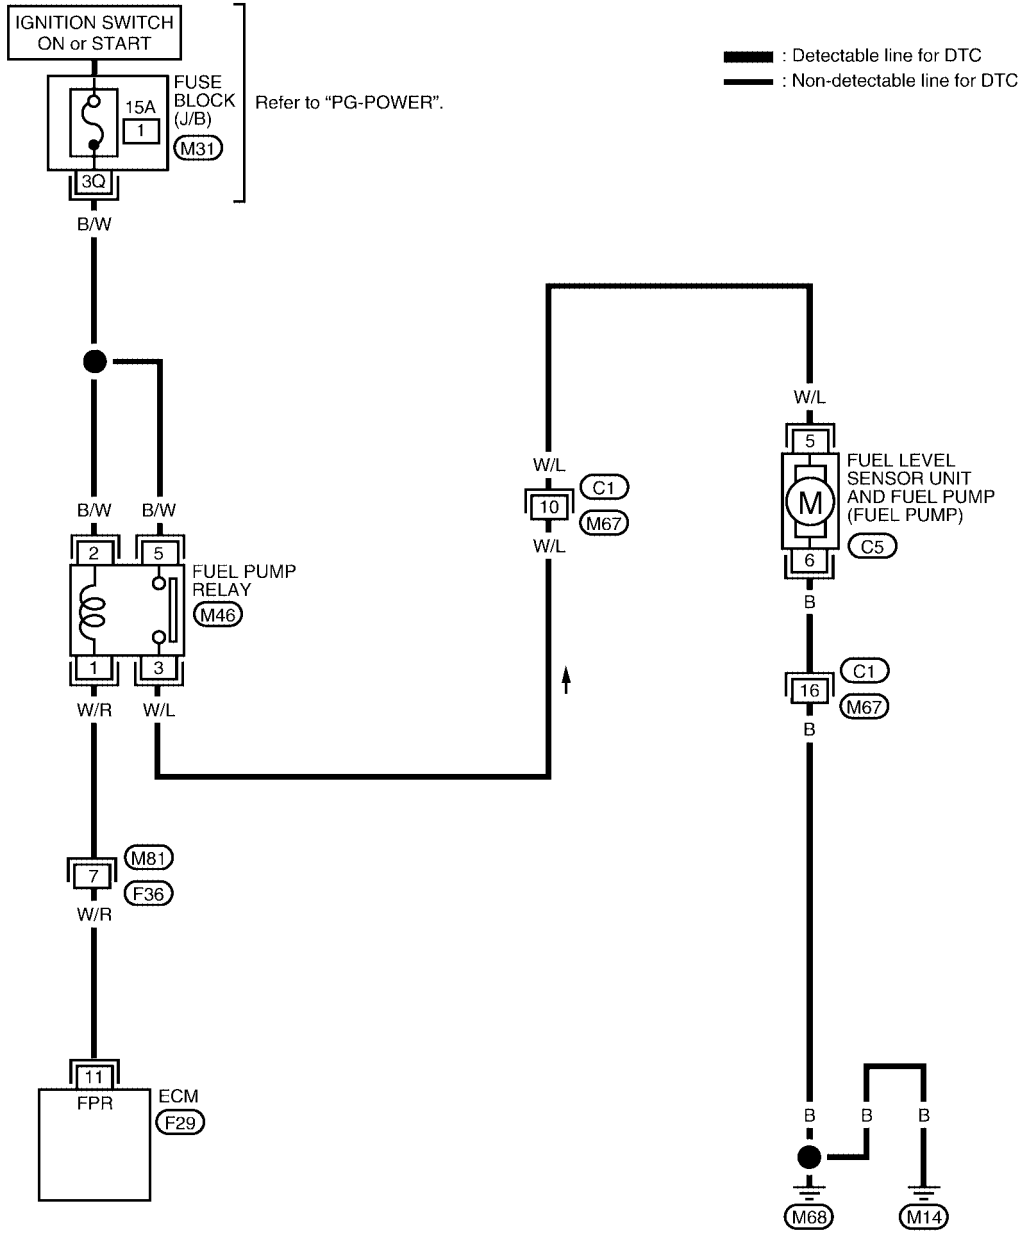 IGNITION SWITCH
ON or START
FUSE
BLOCK
(J/B)
M31
15A
1
3Q
Refer to “PG-POWER”.
: Detectable line for DTC
: Non-detectable line for DTC
B/W
B/W
B/W
2
5
FUEL PUMP
RELAY
M46
1
3
W/R
W/L
W/L
10
C1
M67
W/L
W/L
5
FUEL LEVEL
SENSOR UNIT
AND FUEL PUMP
(FUEL PUMP)
M
C5
6
B
16
C1
M67
B
7
M81
F36
W/R
11
FPR
ECM
F29
B
B
B
M68
M14